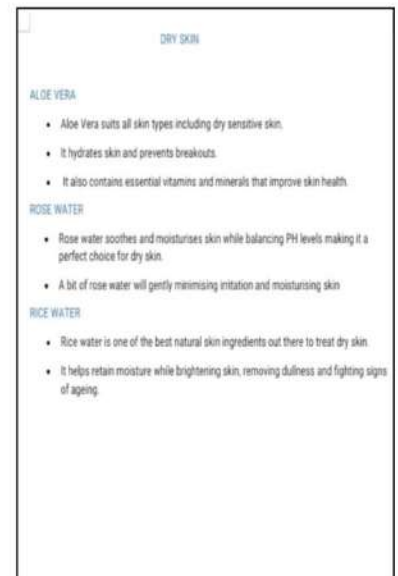 DRY SKIN
ALOE VERA
• Aloe Vera suits all skin types including dry sensitive skin.
• It hydrates skin and prevents breakouts.
• It also contains essential vitamins and minerals that improve skin health.
ROSE WATER
• Rose water soothes and moisturises skin while balancing PH levels making it a
perfect choice for dry skin.
• A bit of rose water will gently minimising irritation and moisturising skin
RICE WATER
• Rice water is one of the best natural skin ingredients out there to treat dry skin.
• It helps retain moisture while brightening skin, removing dullness and fighting signs
of ageing.